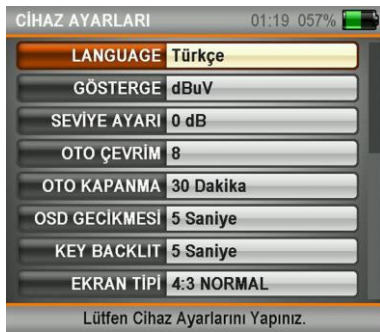 CİHAZ AYARLARI 01:19 057%
LANGUAGE Türkçe
GÖSTERGE dBuV
SEVİYE AYARI 0 dB
OTO ÇEVRİM 8
OTO KAPANMA 30 Dakika
OSD GECİKMESİ 5 Saniye
KEY BACKLIT 5 Saniye
EKRAN TİPİ 4:3 NORMAL
Lütfen Cihaz Ayarlarını Yapınız.